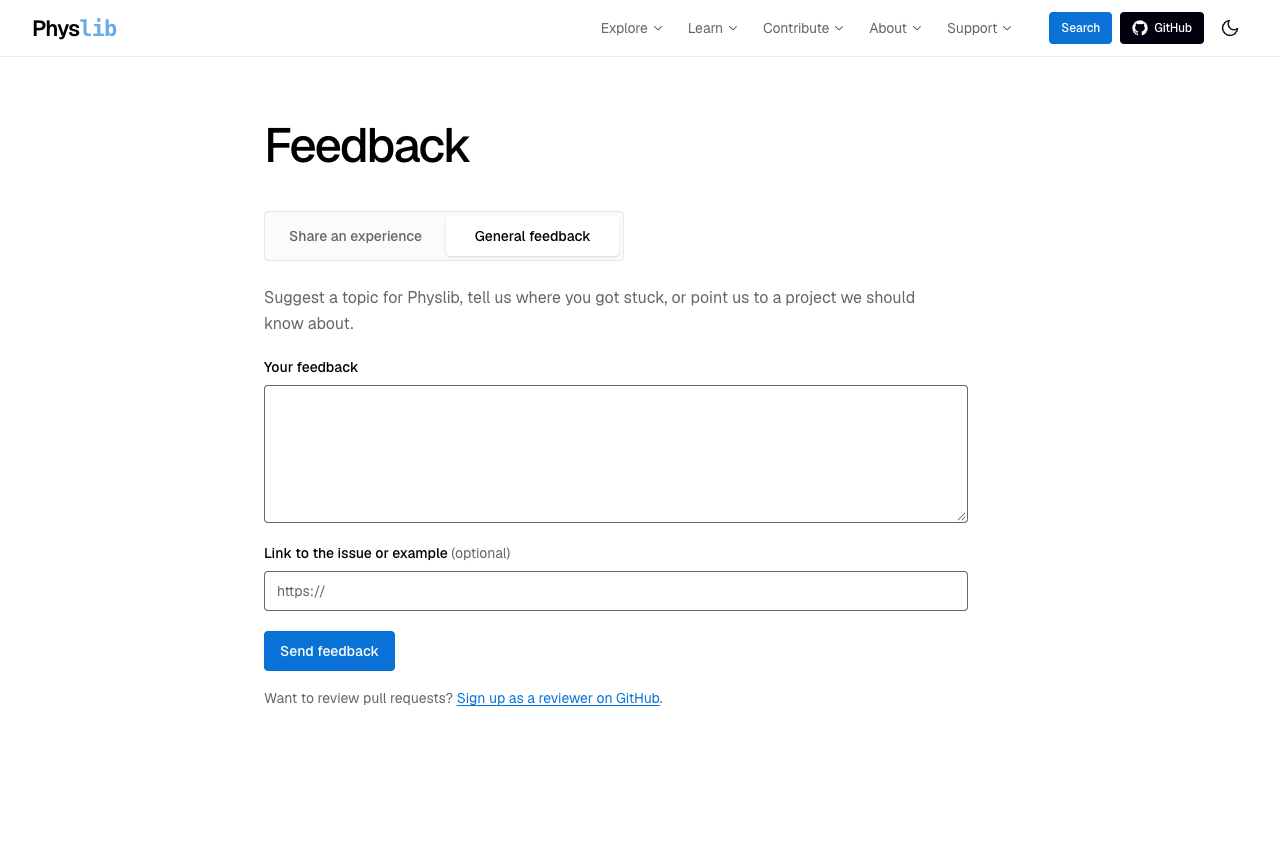 Physlib
Explore
Learn
Contribute
About
Support
Search
GitHub
Feedback
Share an experience
General feedback
Suggest a topic for Physlib, tell us where you got stuck, or point us to a project we should
know about.
Your feedback
Link to the issue or example (optional)
https://
Send feedback
Want to review pull requests? Sign up as a reviewer on GitHub.